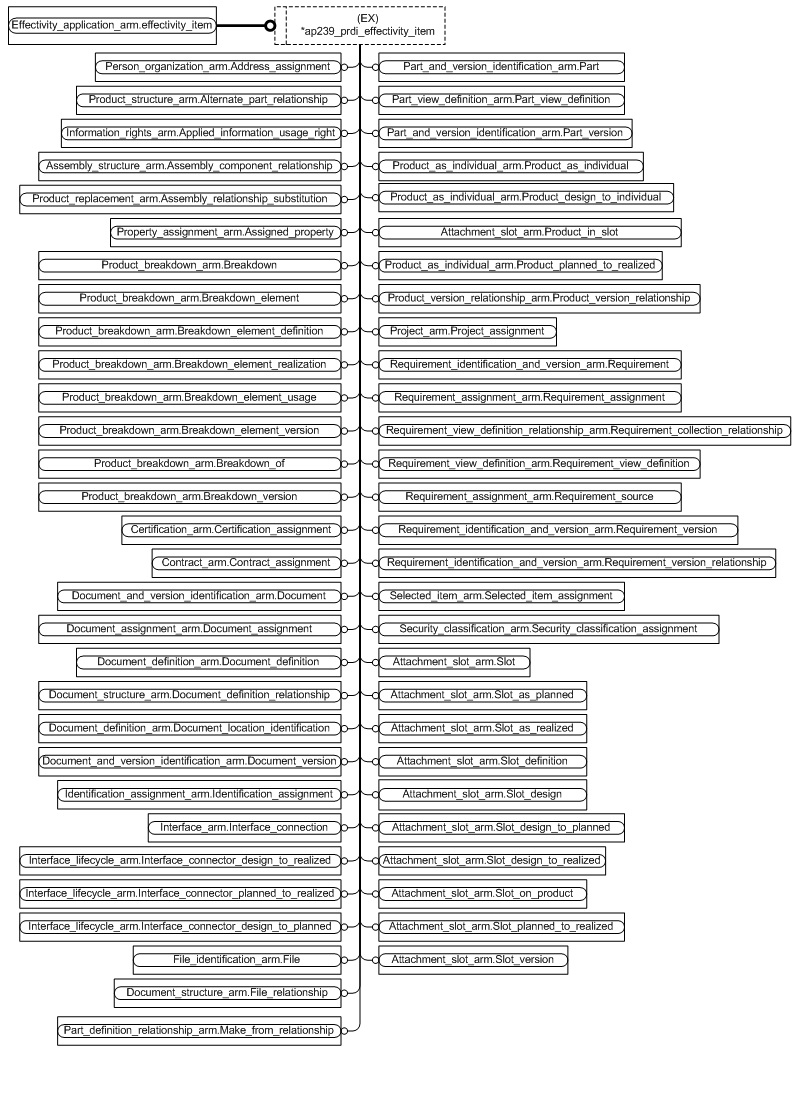 Effectivity_application_arm.effectivity_item
(EX)
*ap239_prdi_effectivity_item
Person_organization_arm.Address_assignment
Product_structure_arm.Alternate_part_relationship
Information_rights_arm.Applied_information_usage_right
Assembly_structure_arm.Assembly_component_relationship
Product_replacement_arm.Assembly_relationship_substitution
Property_assignment_arm.Assigned_property
Product_breakdown_arm.Breakdown
Product_breakdown_arm.Breakdown_element
Product_breakdown_arm.Breakdown_element_definition
Product_breakdown_arm.Breakdown_element_realization
Product_breakdown_arm.Breakdown_element_usage
Product_breakdown_arm.Breakdown_element_version
Product_breakdown_arm.Breakdown_of
Product_breakdown_arm.Breakdown_version
Certification_arm.Certification_assignment
Contract_arm.Contract_assignment
Document_and_version_identification_arm.Document
Document_assignment_arm.Document_assignment
Document_definition_arm.Document_definition
Document_structure_arm.Document_definition_relationship
Document_definition_arm.Document_location_identification
Document_and_version_identification_arm.Document_version
Identification_assignment_arm.Identification_assignment
Interface_arm.Interface_connection
Interface_lifecycle_arm.Interface_connector_design_to_realized
Interface_lifecycle_arm.Interface_connector_planned_to_realized
Interface_lifecycle_arm.Interface_connector_design_to_planned
File_identification_arm.File
Document_structure_arm.File_relationship
Part_definition_relationship_arm.Make_from_relationship
Part_and_version_identification_arm.Part
Part_view_definition_arm.Part_view_definition
Part_and_version_identification_arm.Part_version
Product_as_individual_arm.Product_as_individual
Product_as_individual_arm.Product_design_to_individual
Attachment_slot_arm.Product_in_slot
Product_as_individual_arm.Product_planned_to_realized
Product_version_relationship_arm.Product_version_relationship
Project_arm.Project_assignment
Requirement_identification_and_version_arm.Requirement
Requirement_assignment_arm.Requirement_assignment
Requirement_view_definition_relationship_arm.Requirement_collection_relationship
Requirement_view_definition_arm.Requirement_view_definition
Requirement_assignment_arm.Requirement_source
Requirement_identification_and_version_arm.Requirement_version
Requirement_identification_and_version_arm.Requirement_version_relationship
Selected_item_arm.Selected_item_assignment
Security_classification_arm.Security_classification_assignment
Attachment_slot_arm.Slot
Attachment_slot_arm.Slot_as_planned
Attachment_slot_arm.Slot_as_realized
Attachment_slot_arm.Slot_definition
Attachment_slot_arm.Slot_design
Attachment_slot_arm.Slot_design_to_planned
Attachment_slot_arm.Slot_design_to_realized
Attachment_slot_arm.Slot_on_product
Attachment_slot_arm.Slot_planned_to_realized
Attachment_slot_arm.Slot_version